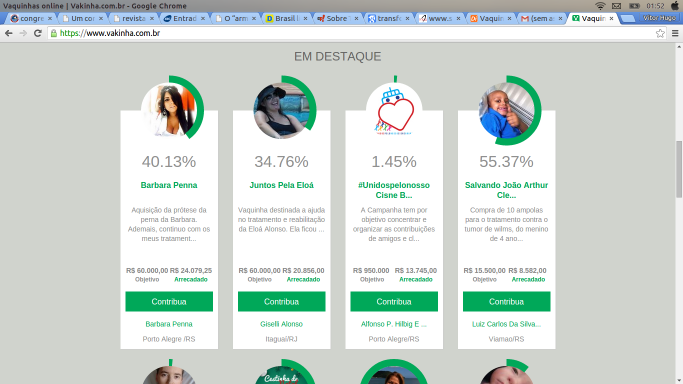 Vaquinhas online | Vakinha.com.br - Google Chrome
01:52
congre
Um con
revista
Entrad
O "arm
Brasil l
Sobre
transfo
www.s
Vaquin
(sem as
Vaquin
Vitor Hugo
https://www.vakinha.com.br
EM DESTAQUE
40.13%
Barbara Penna
Aquisição da prótese da
perna da Barbara.
Ademais, continuo com os
meus tratament...
R$ 60.000,00 R$ 24.079,25
Objetivo Arrecadado
Contribua
Barbara Penna
Porto Alegre /RS
34.76%
Juntos Pela Eloá
Vaquinha destinada a ajuda
no tratamento e reabilitação
da Eloá Alonso. Ela ficou ...
R$ 60.000,00 R$ 20.856,00
Objetivo Arrecadado
Contribua
Giselli Alonso
Itaguaí/RJ
1.45%
#Unidospelonosso
Cisne B...
A Campanha tem por
objetivo concentrar e
organizar as contribuições
de amigos e cl...
R$ 950.000 R$ 13.745,00
Objetivo Arrecadado
Contribua
Alfonso P. Hilbig E ...
Porto Alegre/RS
55.37%
Salvando João Arthur
Cle...
Compra de 10 ampolas
para o tratamento contra o
tumor de wilms, do menino
de 4 ano...
R$ 15.500,00 R$ 8.582,00
Objetivo Arrecadado
Contribua
Luiz Carlos Da Silva...
Viamao/RS